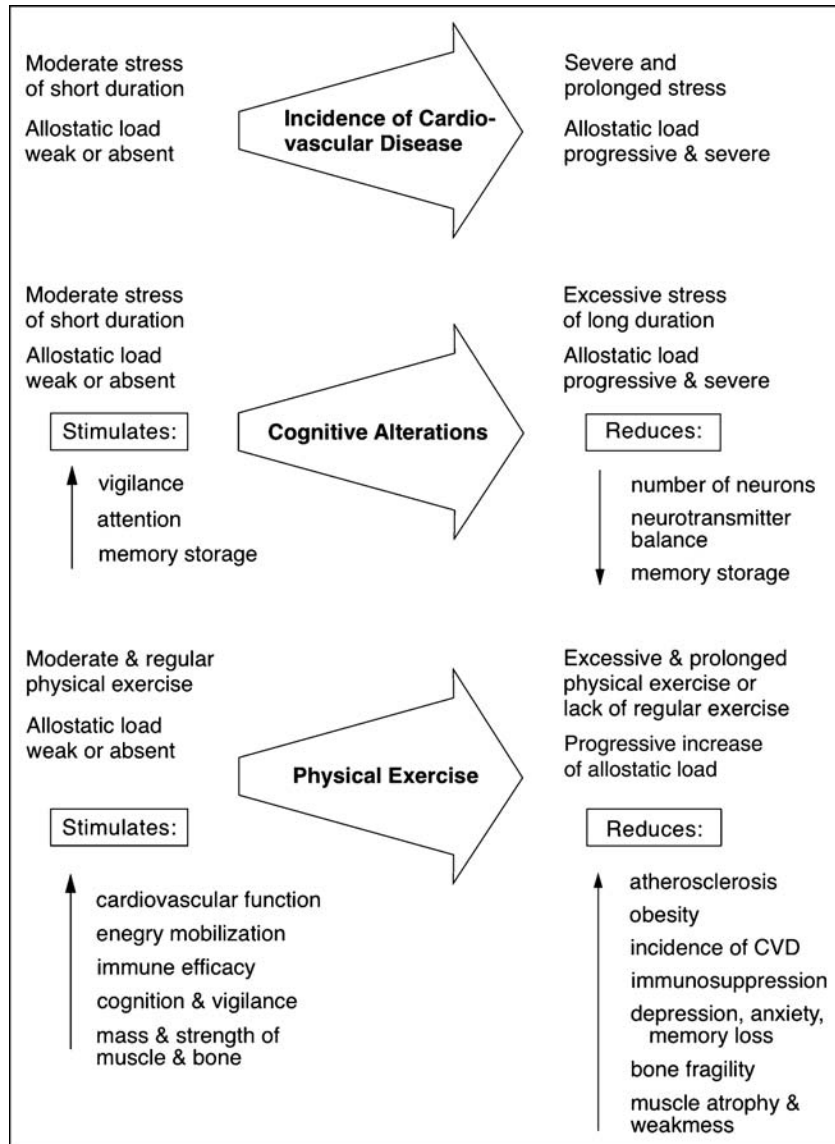 Moderate stress
of short duration
Allostatic load
weak or absent
Incidence of Cardio-
vascular Disease
Severe and
prolonged stress
Allostatic load
progressive & severe
Moderate stress
of short duration
Allostatic load
weak or absent
Stimulates:
vigilance
attention
memory storage
Cognitive Alterations
Excessive stress
of long duration
Allostatic load
progressive & severe
Reduces:
number of neurons
neurotransmitter
balance
memory storage
Moderate & regular
physical exercise
Allostatic load
weak or absent
Stimulates:
cardiovascular function
enegry mobilization
immune efficacy
cognition & vigilance
mass & strength of
muscle & bone
Physical Exercise
Excessive & prolonged
physical exercise or
lack of regular exercise
Progressive increase
of allostatic load
Reduces:
atherosclerosis
obesity
incidence of CVD
immunosuppression
depression, anxiety,
memory loss
bone fragility
muscle atrophy &
weakmess